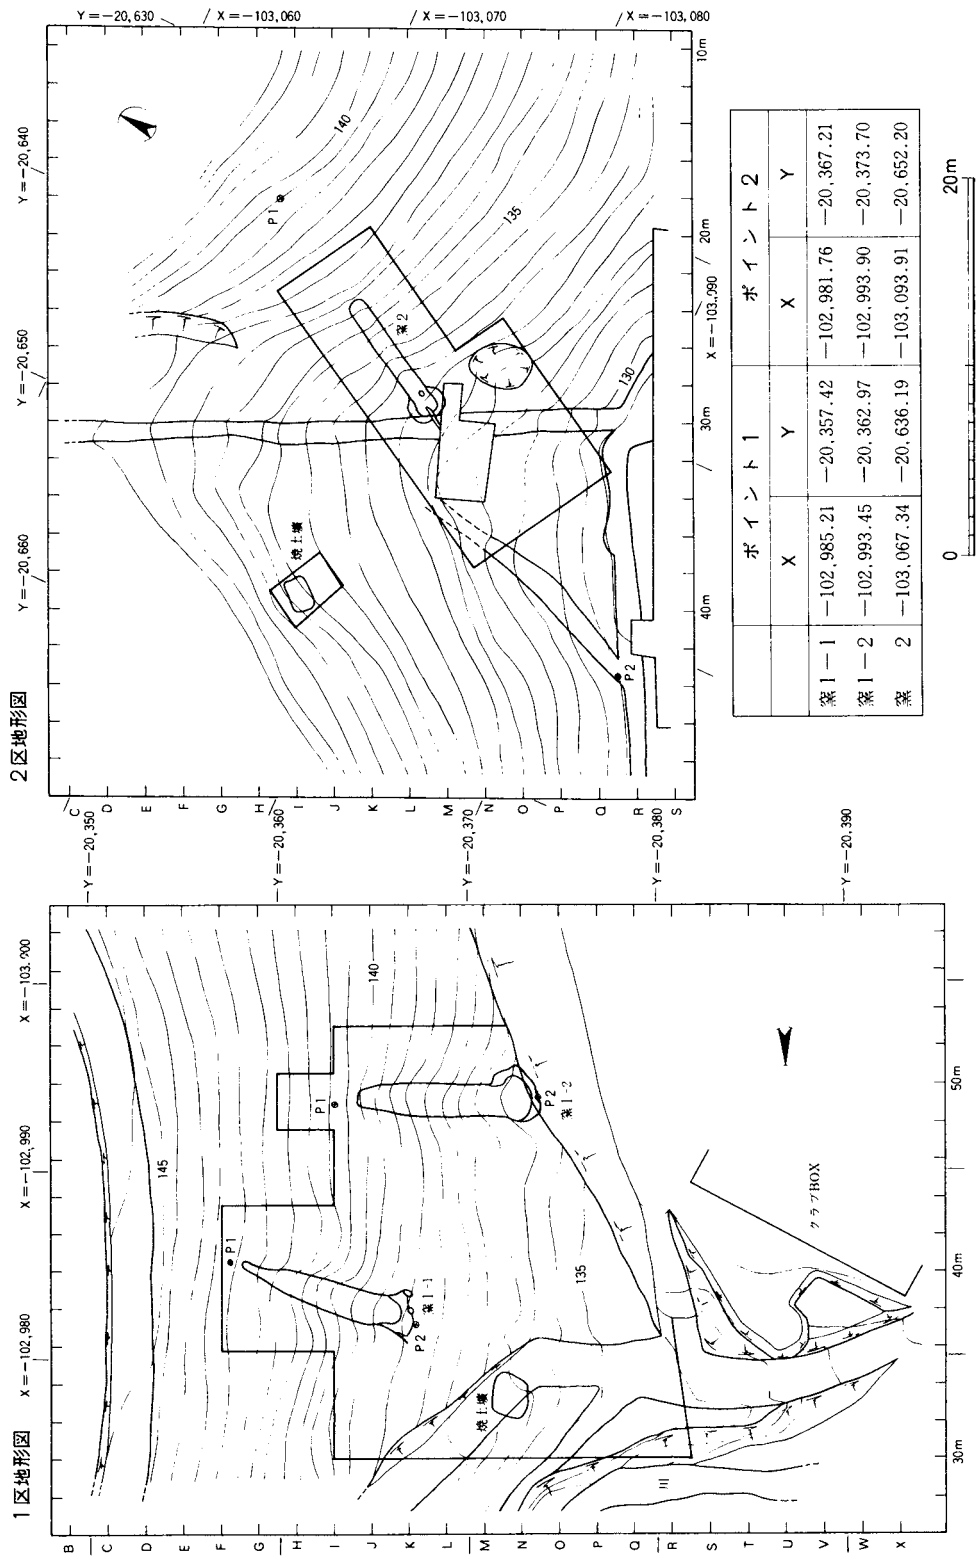 1区地形図
X=−102,980
X=−102,990
X=−103,000
B
C
D
E
F
G
H
I
J
K
L
M
N
O
P
Q
R
S
T
U
V
W
X
Y=−20,350
Y=−20,360
Y=−20,370
Y=−20,380
Y=−20,390
145
140
135
P1
P2
窯1-1
P1
P2
窯1-2
焼土壙
川
クラブBOX
30m
40m
50m
2区地形図
Y=−20,660
Y=−20,650
Y=−20,640
Y=−20,630
X=−103,060
X=−103,070
X=−103,080
X=−103,090
C
D
E
F
G
H
I
J
K
L
M
N
O
P
Q
R
S
140
135
130
P1
P2
窯2
焼土壙
10m
20m
30m
40m
ポイント1 ポイント2
X Y X Y
窯1−1 −102,985.21 −20,357.42 −102,981.76 −20,367.21
窯1−2 −102,993.45 −20,362.97 −102,993.90 −20,373.70
窯 2 −103,067.34 −20,636.19 −103,093.91 −20,652.20
0 20m